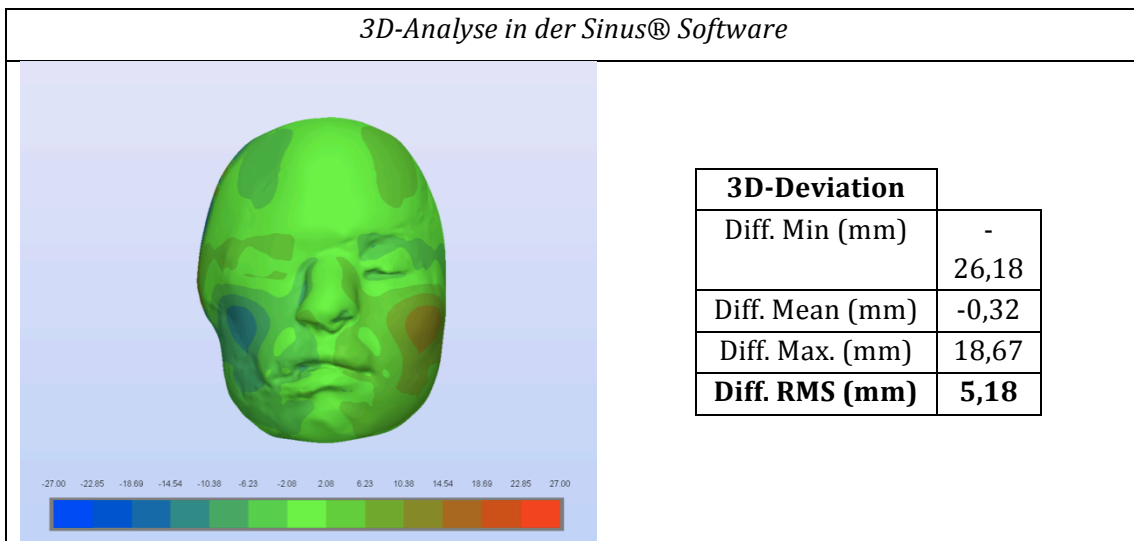 3D-Analyse in der Sinus® Software
3D-Deviation
Diff. Min (mm) -
26,18
Diff. Mean (mm) -0,32
Diff. Max. (mm) 18,67
Diff. RMS (mm) 5,18
-27.00 -22.85 -18.69 -14.54 -10.38 -6.23 -2.08 2.08 6.23 10.38 14.54 18.69 22.85 27.00